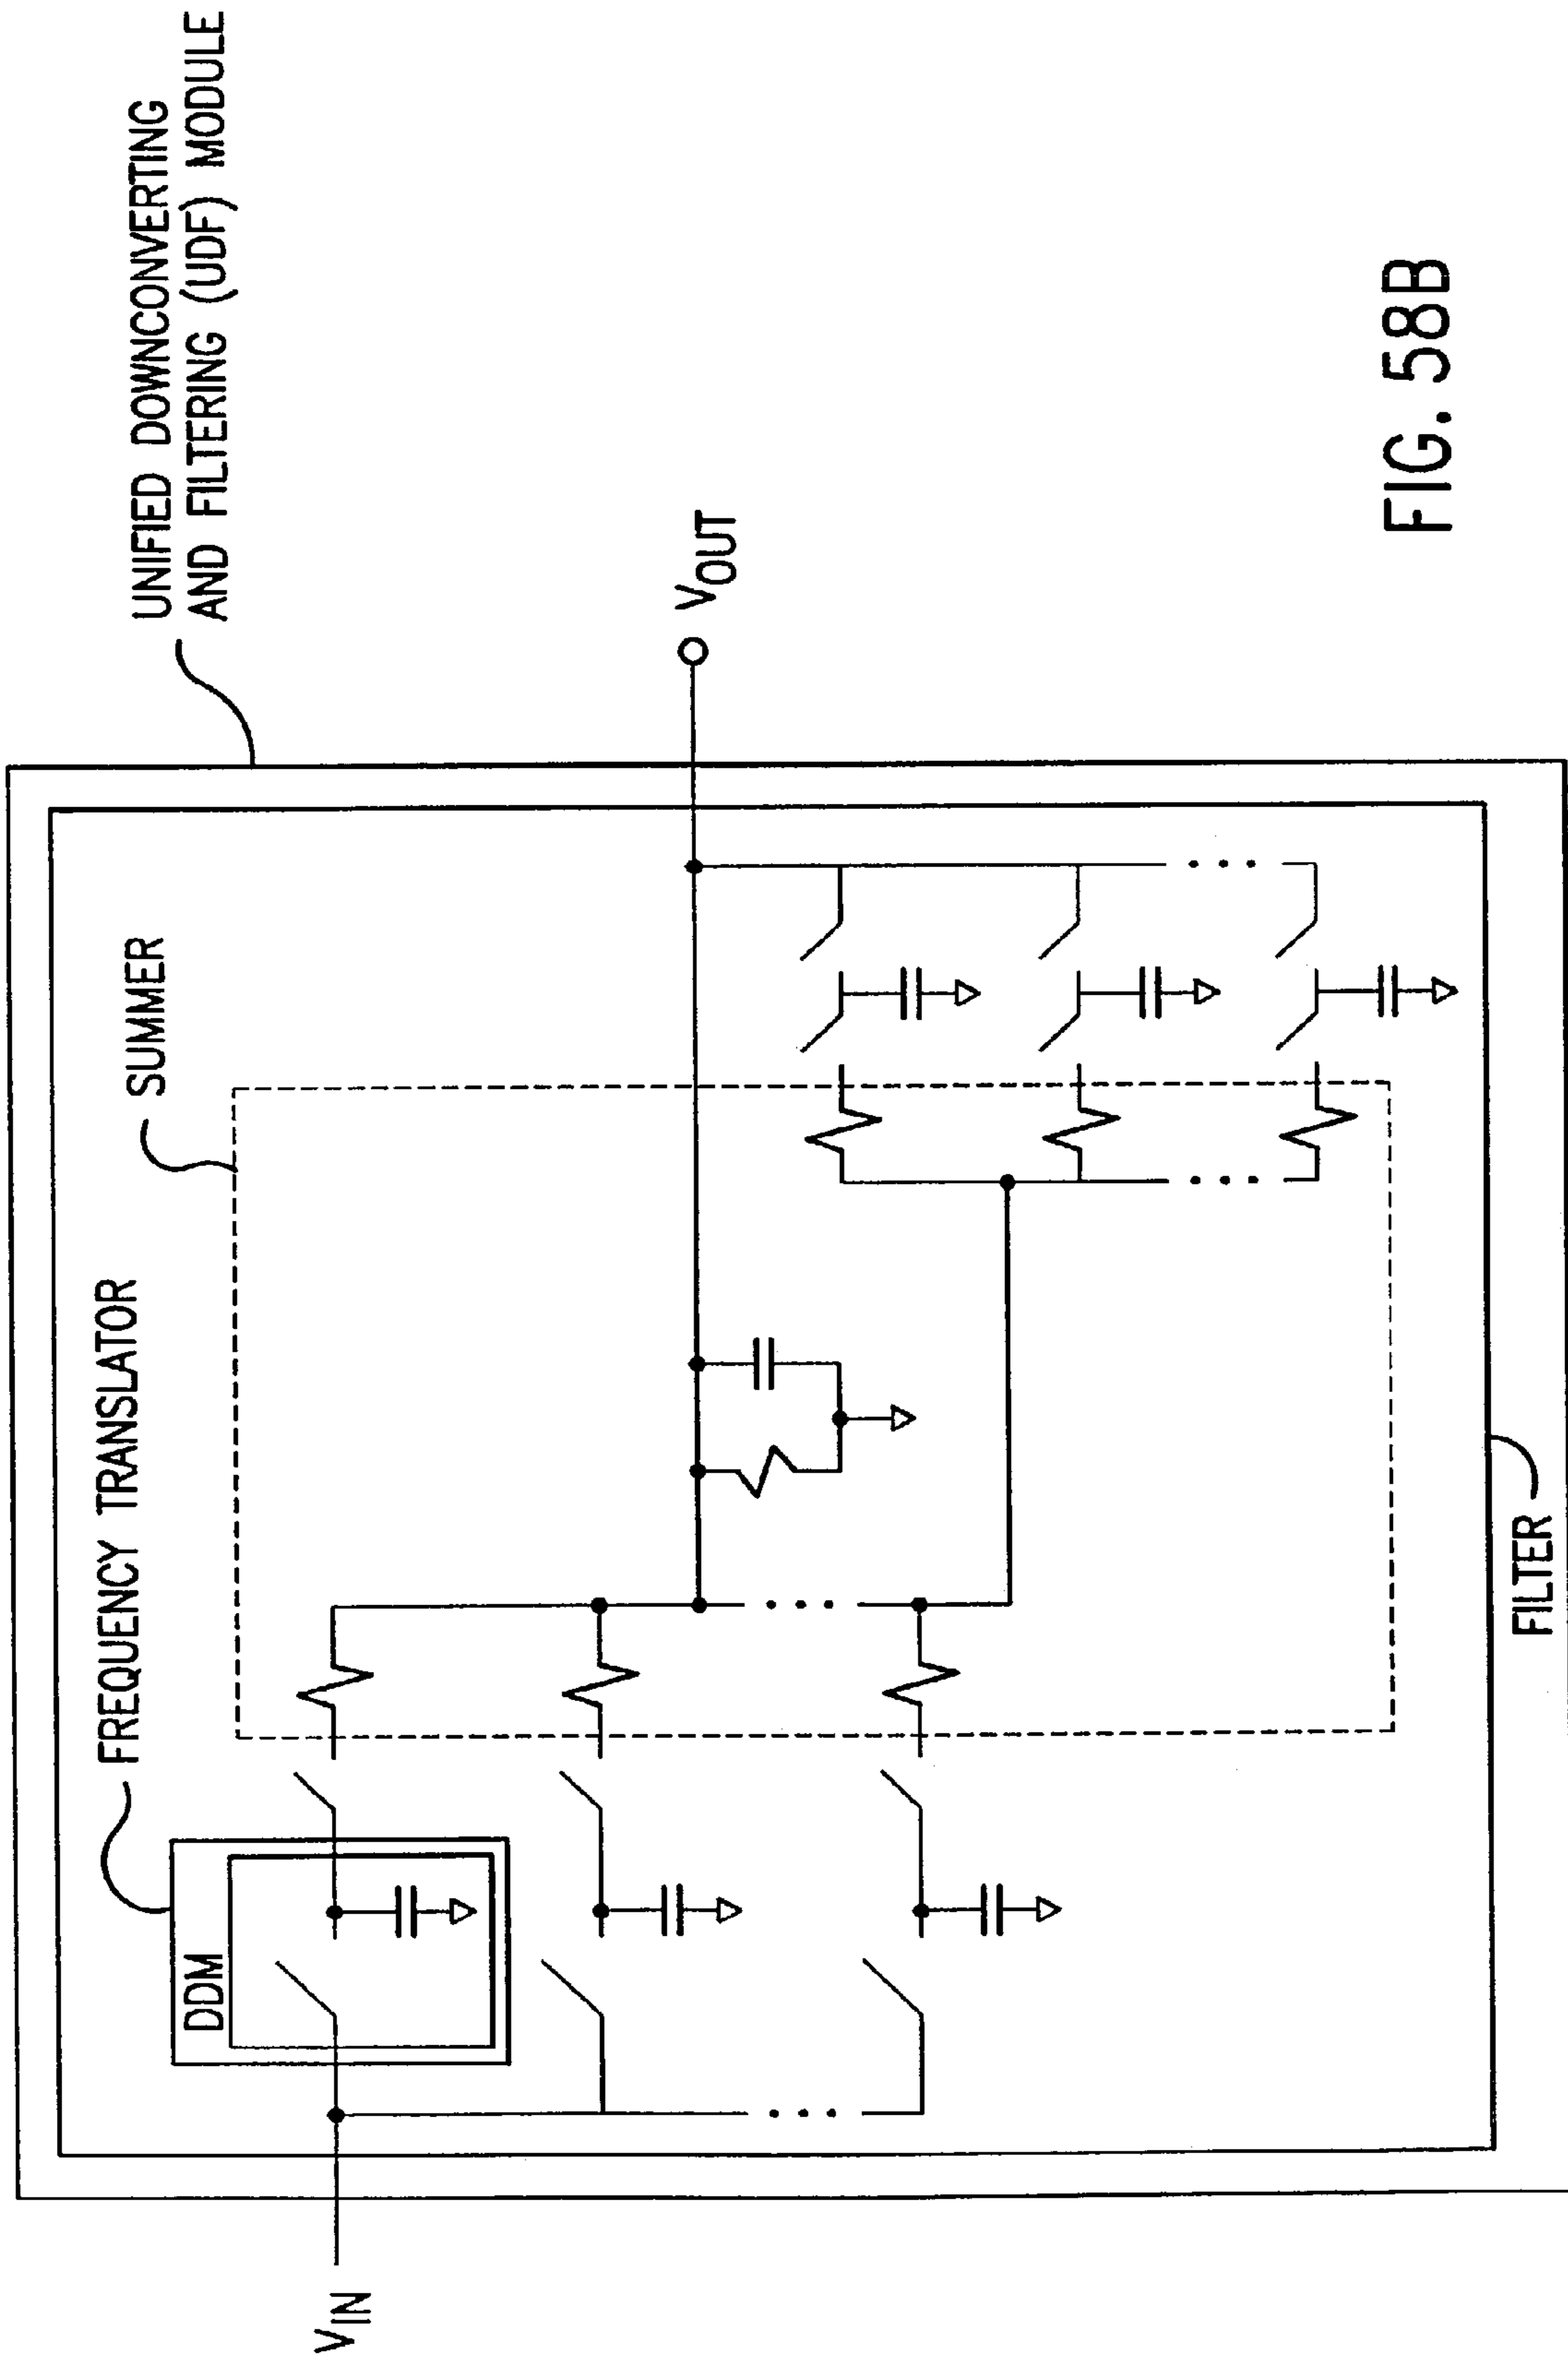 UNIFIED DOWNCONVERTING
AND FILTERING (UDF) MODULE
SUMMER
FREQUENCY TRANSLATOR
DDM
VIN
VOUT
FILTER
FIG. 58B